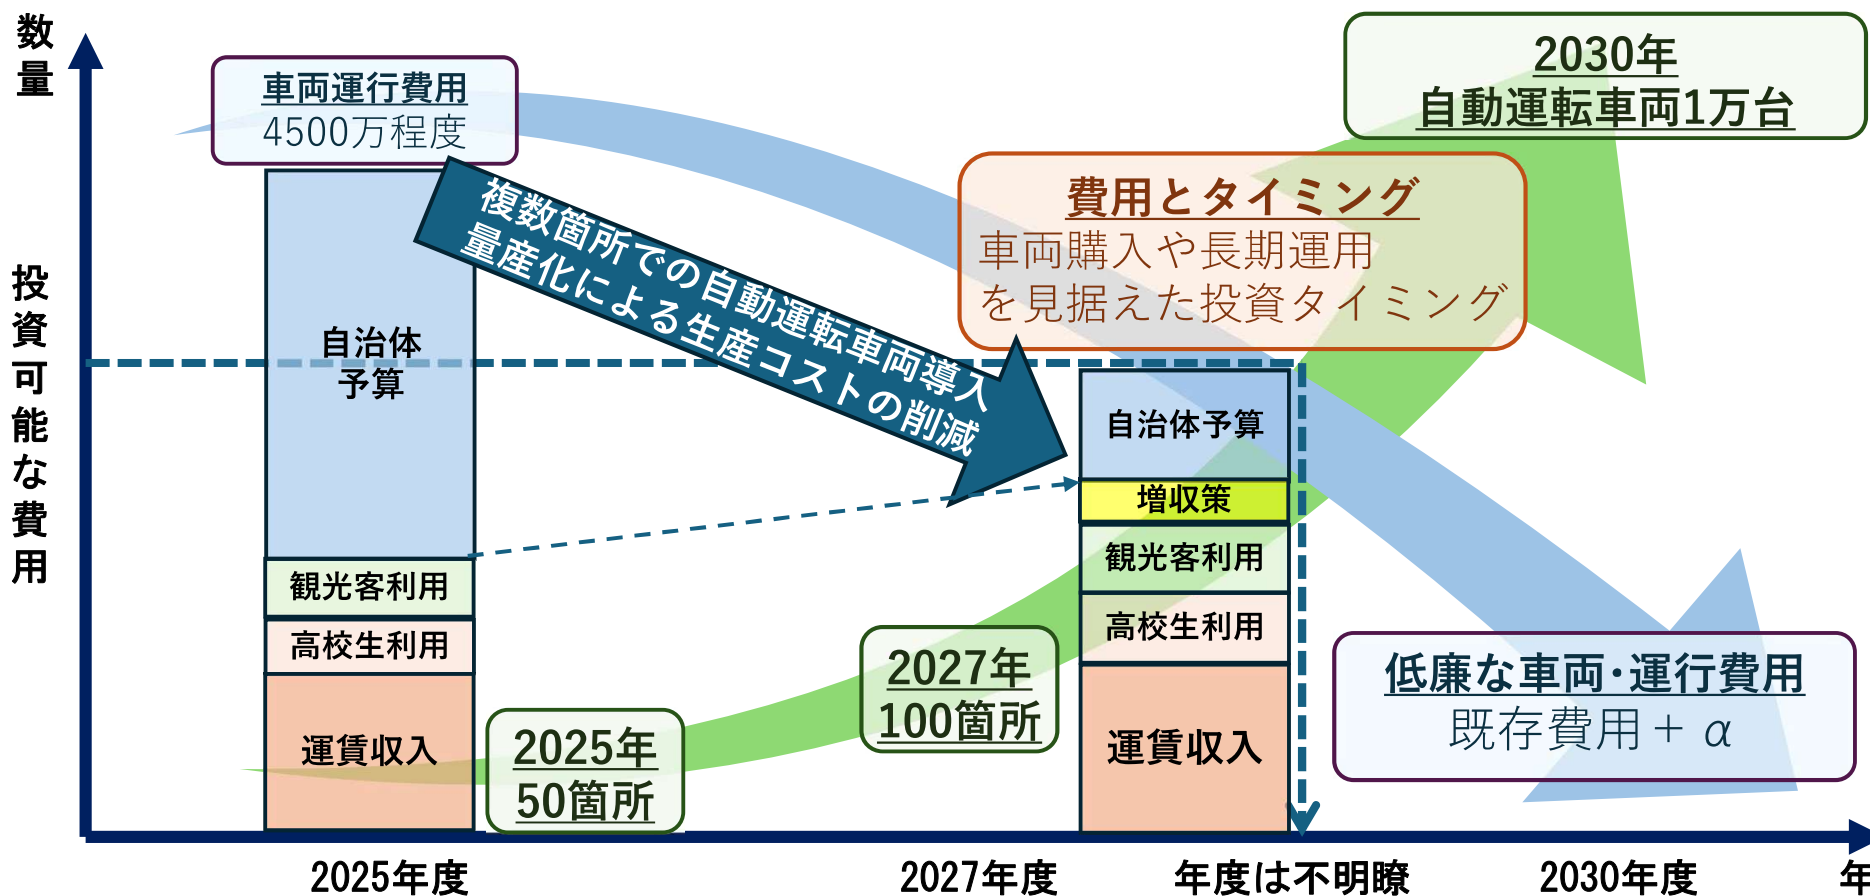 数量
投資可能な費用
車両運行費用
4500万程度
2030年
自動運転車両1万台
複数箇所での自動運転車両導入
量産化による生産コストの削減
費用とタイミング
車両購入や長期運用
を見据えた投資タイミング
自治体
予算
観光客利用
高校生利用
運賃収入
2025年
50箇所
2027年
100箇所
自治体予算
増収策
観光客利用
高校生利用
運賃収入
低廉な車両・運行費用
既存費用＋α
2025年度
2027年度
年度は不明瞭
2030年度
年